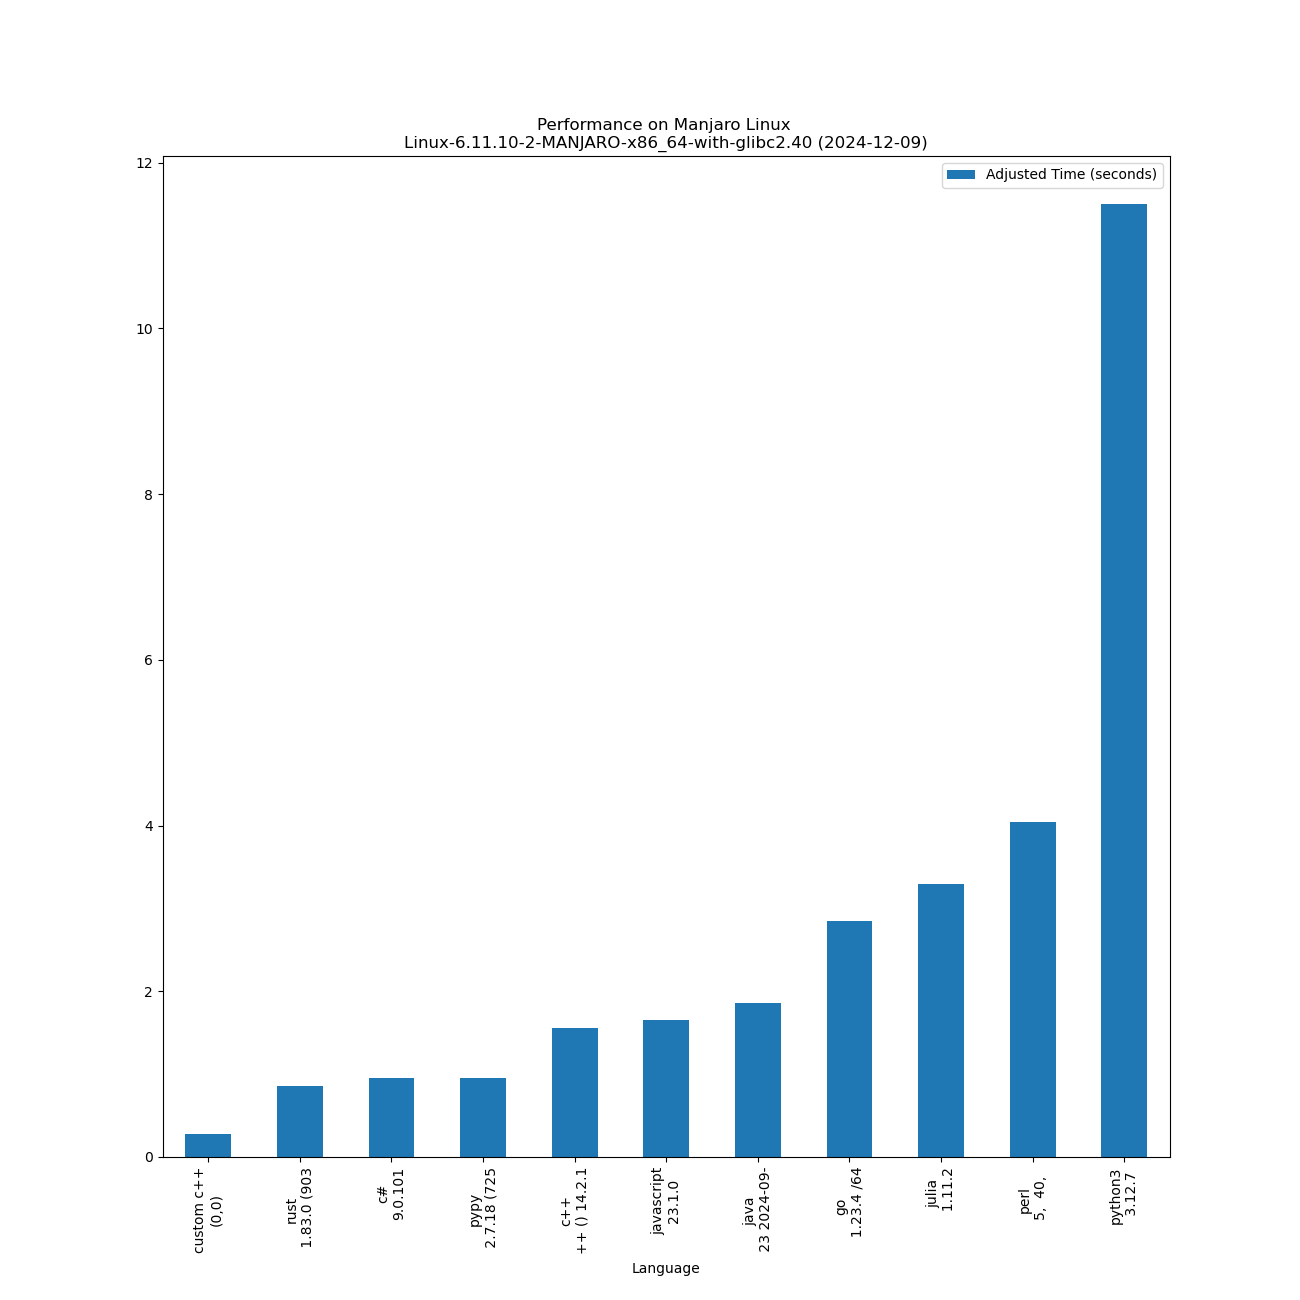 Performance on Manjaro Linux
Linux-6.11.10-2-MANJARO-x86_64-with-glibc2.40 (2024-12-09)
Adjusted Time (seconds)
12
10
8
6
4
2
0
custom c++
(0,0)
rust
1.83.0 (903
c#
9.0.101
pypy
2.7.18 (725
c++
++ () 14.2.1
javascript
23.1.0
java
23 2024-09-
go
1.23.4 /64
julia
1.11.2
perl
5,  40,
python3
3.12.7
Language